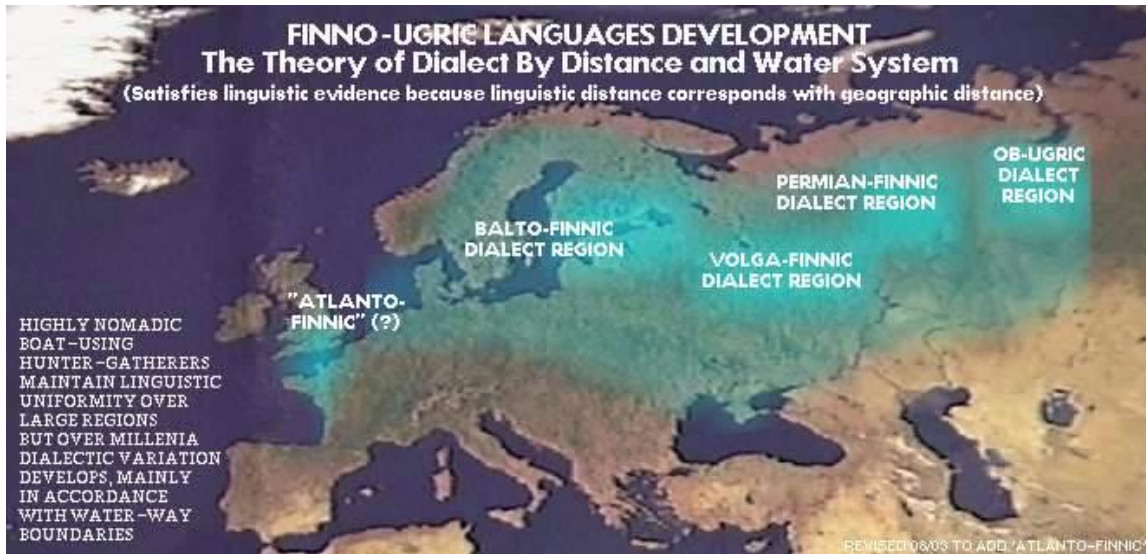 FINNO-UGRIC LANGUAGES DEVELOPMENT
The Theory of Dialect By Distance and Water System
(Satisfies linguistic evidence because linguistic distance corresponds with geographic distance)
OB-UGRIC
DIALECT
REGION
PERMIAN-FINNIC
DIALECT REGION
BALTO-FINNIC
DIALECT REGION
VOLGA-FINNIC
DIALECT REGION
"ATLANTO-
FINNIC" (?)
HIGHLY NOMADIC
BOAT-USING
HUNTER-GATHERERS
MAINTAIN LINGUISTIC
UNIFORMITY OVER
LARGE REGIONS
BUT OVER MILLENIA
DIALECTIC VARIATION
DEVELOPS, MAINLY
IN ACCORDANCE
WITH WATER-WAY
BOUNDARIES
REVISED 08/03 TO ADD 'ATLANTO-FINNIC'